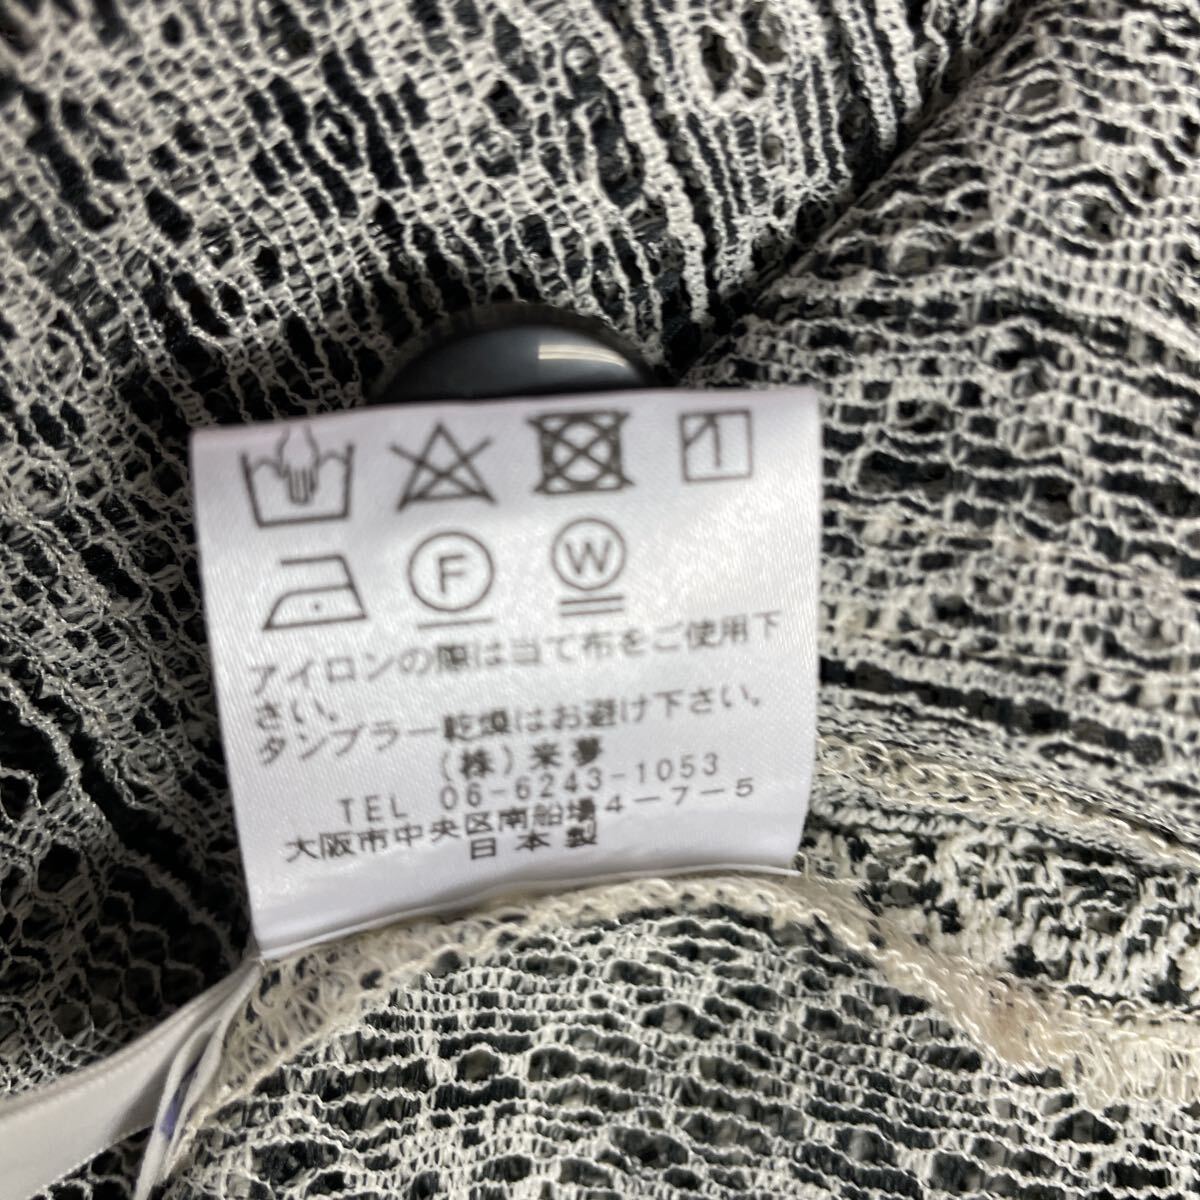 F W
アイロンの際は当て布をご使用下
さい。
タンブラー乾燥はお避け下さい。
(株)来夢
TEL 06-6243-1053
大阪市中央区南船場4-7-5
日本製